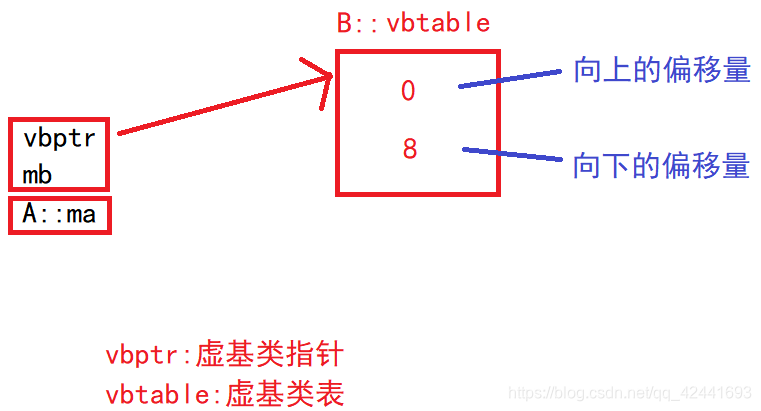 B:: vbtable
0
向上的偏移量
8
向下的偏移量
vbptr
mb
A::ma
vbptr:虚基类指针
vbtable:虚基类表
https://blog.csdn.net/qq_42441693